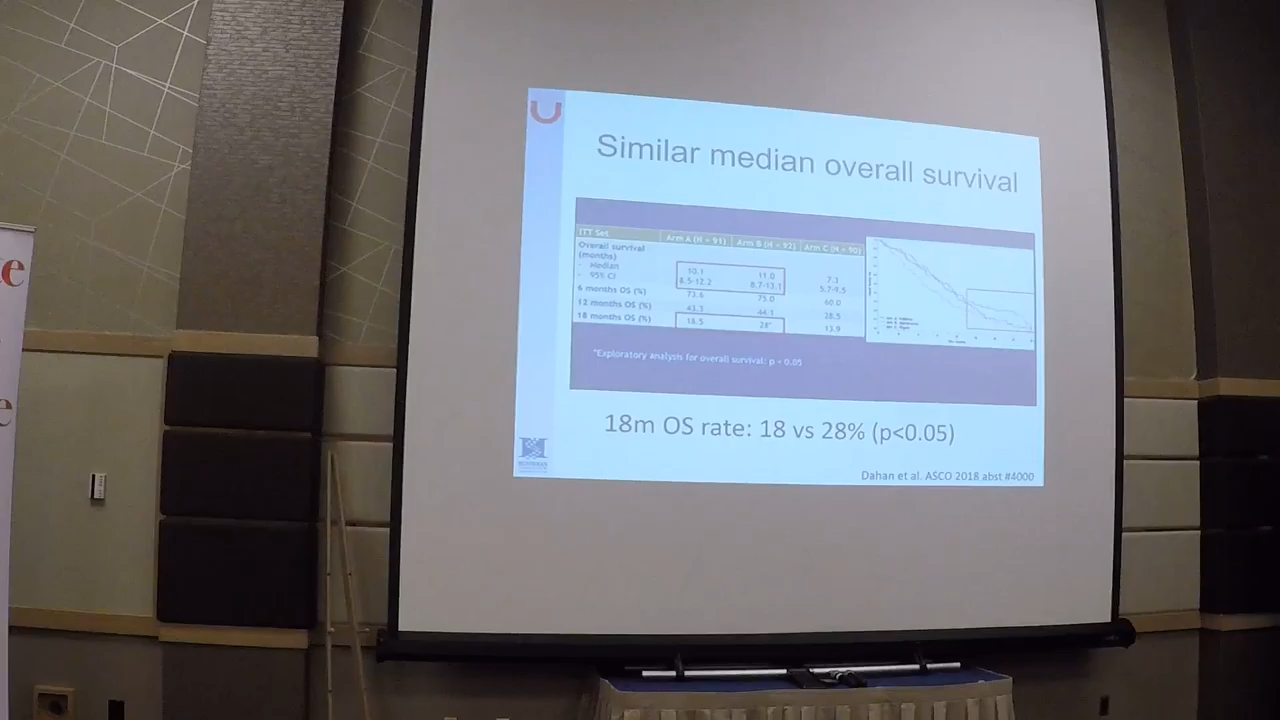 Similar median overall survival
ITT Set Arm A (N = 91) Arm B (N = 92) Arm C (N = 90)
Overall survival
(months)
- Median 10.1 11.0 7.3
- 95% CI 8.5-12.2 8.7-13.1 5.7-9.5
6 months OS (%) 73.6 75.0 60.0
12 months OS (%) 43.3 44.1 28.5
18 months OS (%) 18.5 28* 13.9
*Exploratory analysis for overall survival: p < 0.05
18m OS rate: 18 vs 28% (p<0.05)
Dahan et al. ASCO 2018 abst #4000